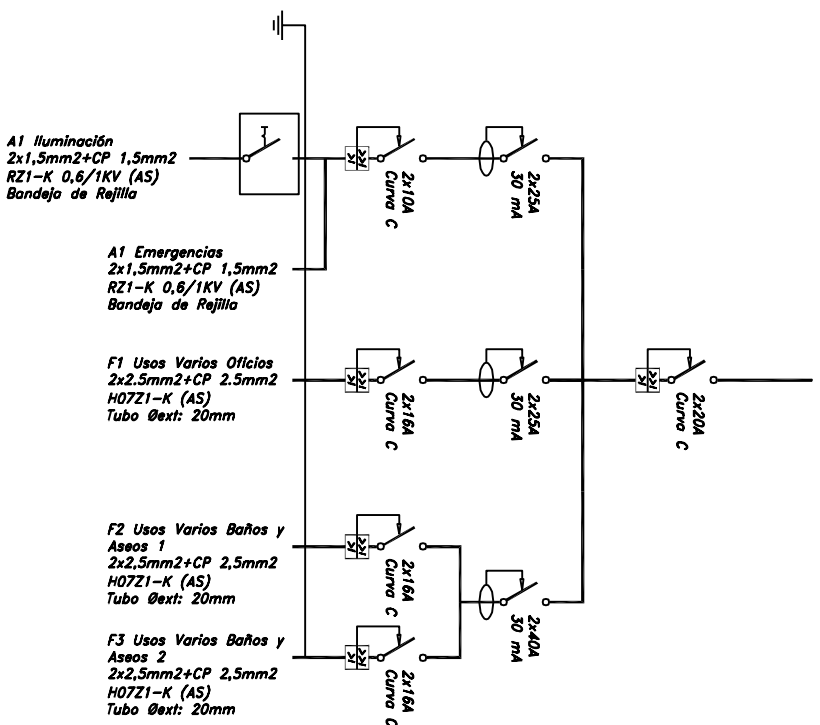 A1 Iluminación
2x1,5mm2+CP 1,5mm2
RZ1-K 0,6/1KV (AS)
Bandeja de Rejilla
2x10A
Curva C
2x25A
30 mA
A1 Emergencias
2x1,5mm2+CP 1,5mm2
RZ1-K 0,6/1KV (AS)
Bandeja de Rejilla
F1 Usos Varios Oficios
2x2.5mm2+CP 2.5mm2
H07Z1-K (AS)
Tubo Øext: 20mm
2x16A
Curva C
2x25A
30 mA
2x20A
Curva C
F2 Usos Varios Baños y
Aseos 1
2x2,5mm2+CP 2,5mm2
H07Z1-K (AS)
Tubo Øext: 20mm
2x16A
Curva C
2x40A
30 mA
F3 Usos Varios Baños y
Aseos 2
2x2,5mm2+CP 2,5mm2
H07Z1-K (AS)
Tubo Øext: 20mm
2x16A
Curva C